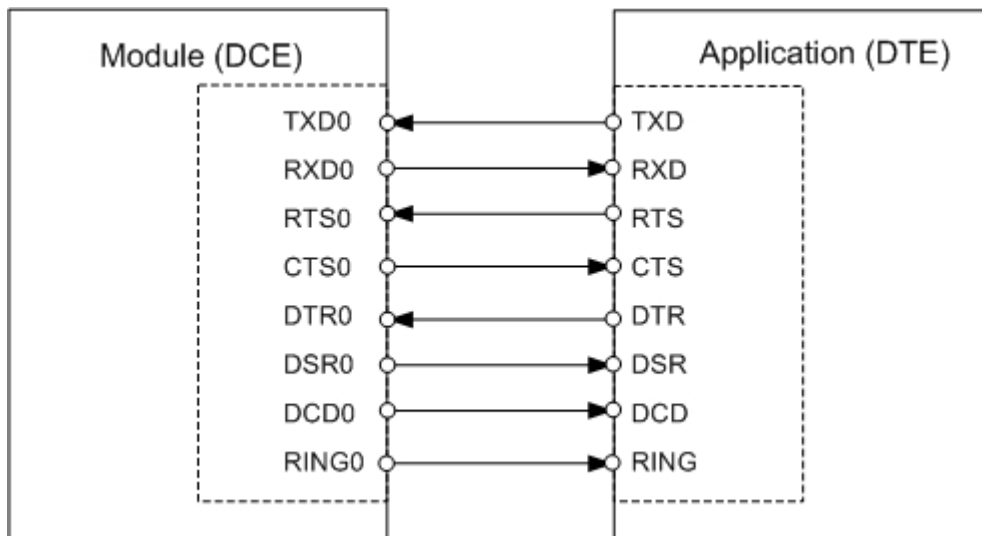 Module (DCE)
Application (DTE)
TXD0
TXD
RXD0
RXD
RTS0
RTS
CTS0
CTS
DTR0
DTR
DSR0
DSR
DCD0
DCD
RING0
RING